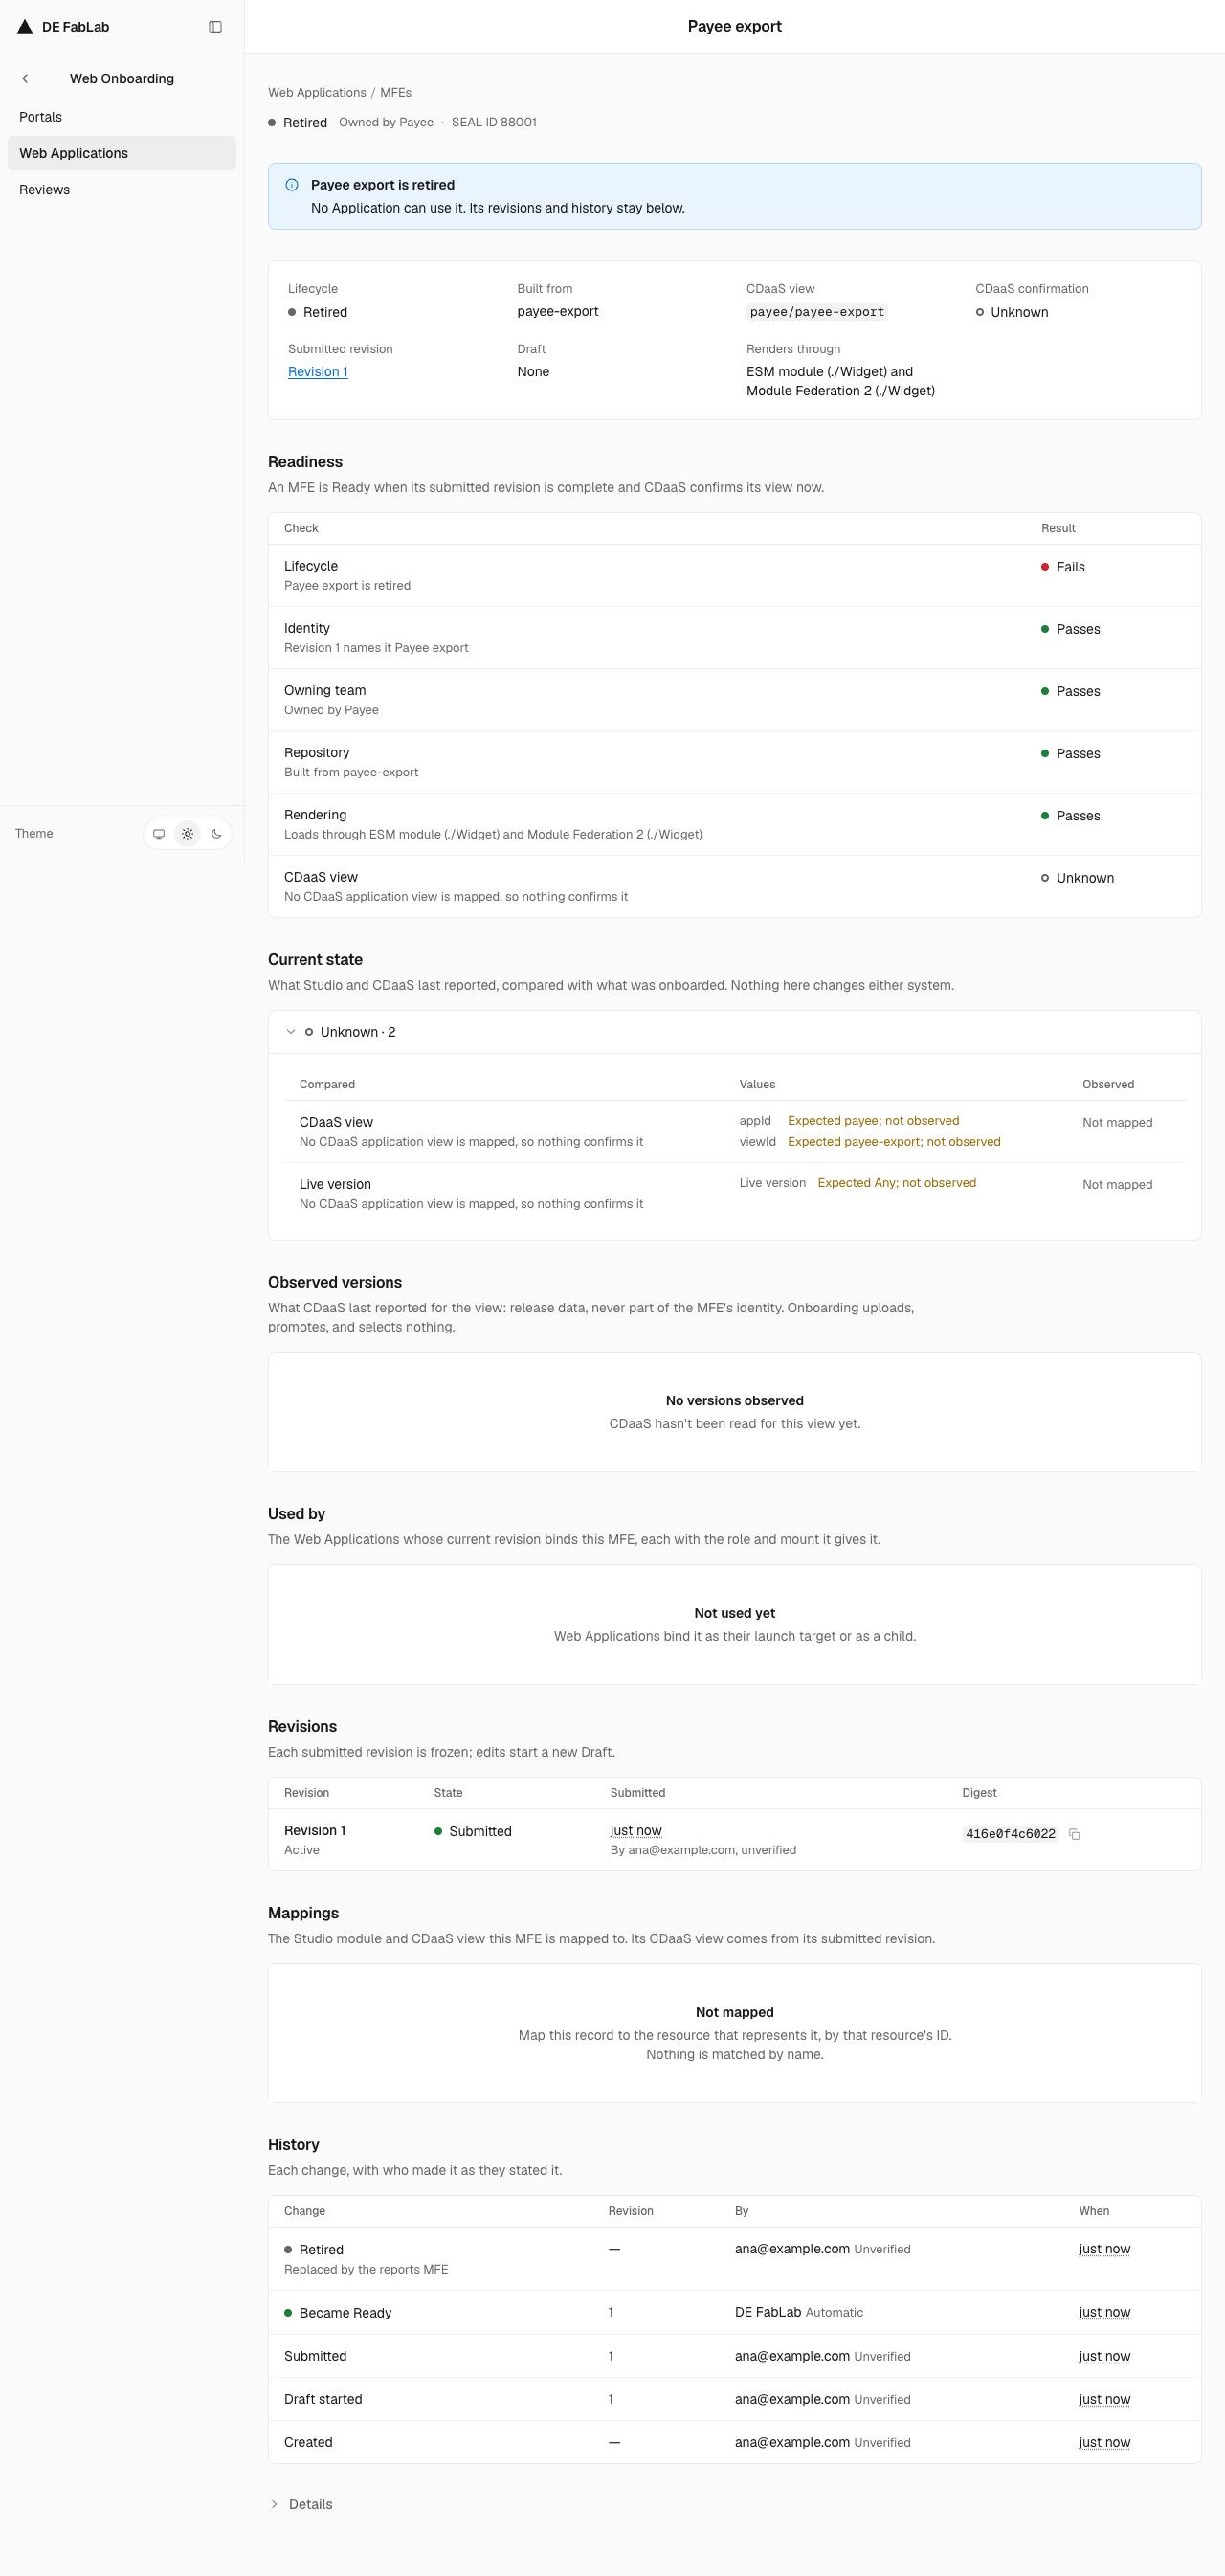 DE FabLab
Payee export
Web Onboarding
Portals
Web Applications
Reviews
Theme
Web Applications / MFEs
Retired Owned by Payee · SEAL ID 88001
Payee export is retired
No Application can use it. Its revisions and history stay below.
Lifecycle Built from CDaaS view CDaaS confirmation
Retired payee-export payee/payee-export Unknown
Submitted revision Draft Renders through
Revision 1 None ESM module (./Widget) and
Module Federation 2 (./Widget)
Readiness
An MFE is Ready when its submitted revision is complete and CDaaS confirms its view now.
Check Result
Lifecycle Fails
Payee export is retired
Identity Passes
Revision 1 names it Payee export
Owning team Passes
Owned by Payee
Repository Passes
Built from payee-export
Rendering Passes
Loads through ESM module (./Widget) and Module Federation 2 (./Widget)
CDaaS view Unknown
No CDaaS application view is mapped, so nothing confirms it
Current state
What Studio and CDaaS last reported, compared with what was onboarded. Nothing here changes either system.
Unknown · 2
Compared Values Observed
CDaaS view appId Expected payee; not observed Not mapped
No CDaaS application view is mapped, so nothing confirms it viewId Expected payee-export; not observed
Live version Live version Expected Any; not observed Not mapped
No CDaaS application view is mapped, so nothing confirms it
Observed versions
What CDaaS last reported for the view: release data, never part of the MFE's identity. Onboarding uploads,
promotes, and selects nothing.
No versions observed
CDaaS hasn't been read for this view yet.
Used by
The Web Applications whose current revision binds this MFE, each with the role and mount it gives it.
Not used yet
Web Applications bind it as their launch target or as a child.
Revisions
Each submitted revision is frozen; edits start a new Draft.
Revision State Submitted Digest
Revision 1 Submitted just now 416e0f4c6022
Active By ana@example.com, unverified
Mappings
The Studio module and CDaaS view this MFE is mapped to. Its CDaaS view comes from its submitted revision.
Not mapped
Map this record to the resource that represents it, by that resource's ID.
Nothing is matched by name.
History
Each change, with who made it as they stated it.
Change Revision By When
Retired — ana@example.com Unverified just now
Replaced by the reports MFE
Became Ready 1 DE FabLab Automatic just now
Submitted 1 ana@example.com Unverified just now
Draft started 1 ana@example.com Unverified just now
Created — ana@example.com Unverified just now
Details